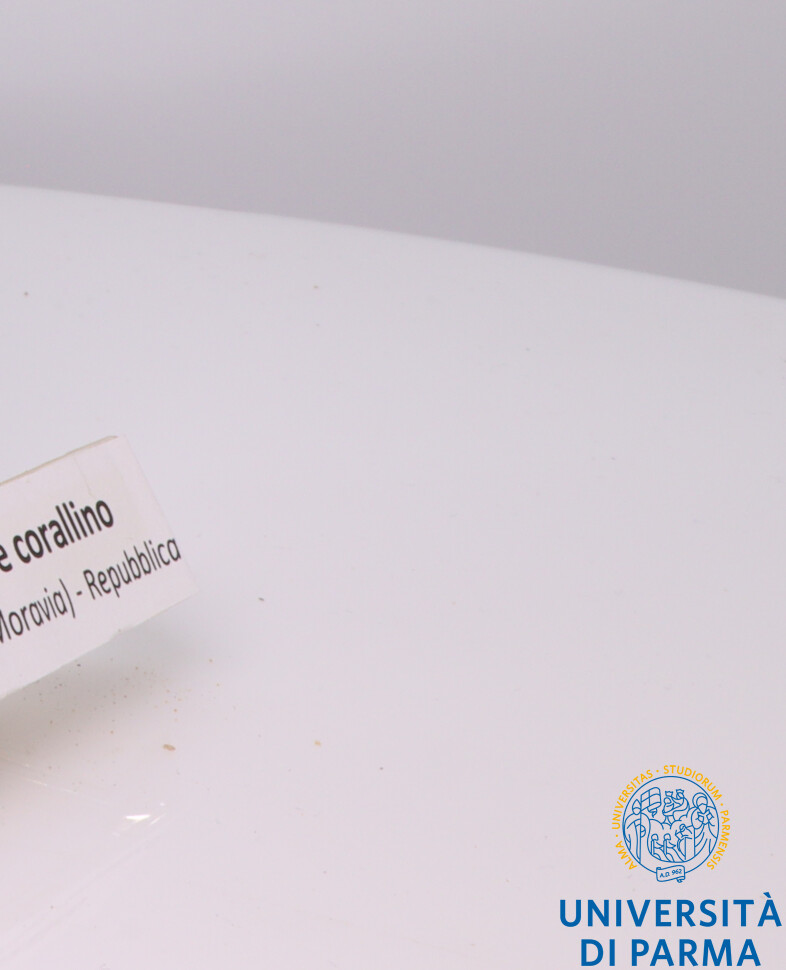 e corallino
Moravia) - Repubblica
ALMA - UNIVERSITAS - STUDIORUM - PARMENSIS
A.D. 962
UNIVERSITÀ
DI PARMA